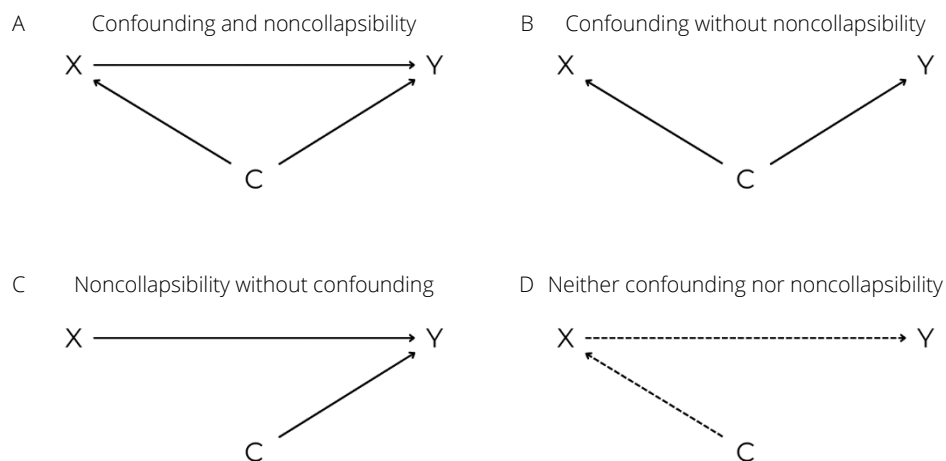 A Confounding and noncollapsibility
B Confounding without noncollapsibility
X Y
X Y
C
C
C Noncollapsibility without confounding
D Neither confounding nor noncollapsibility
X Y
X Y
C
C